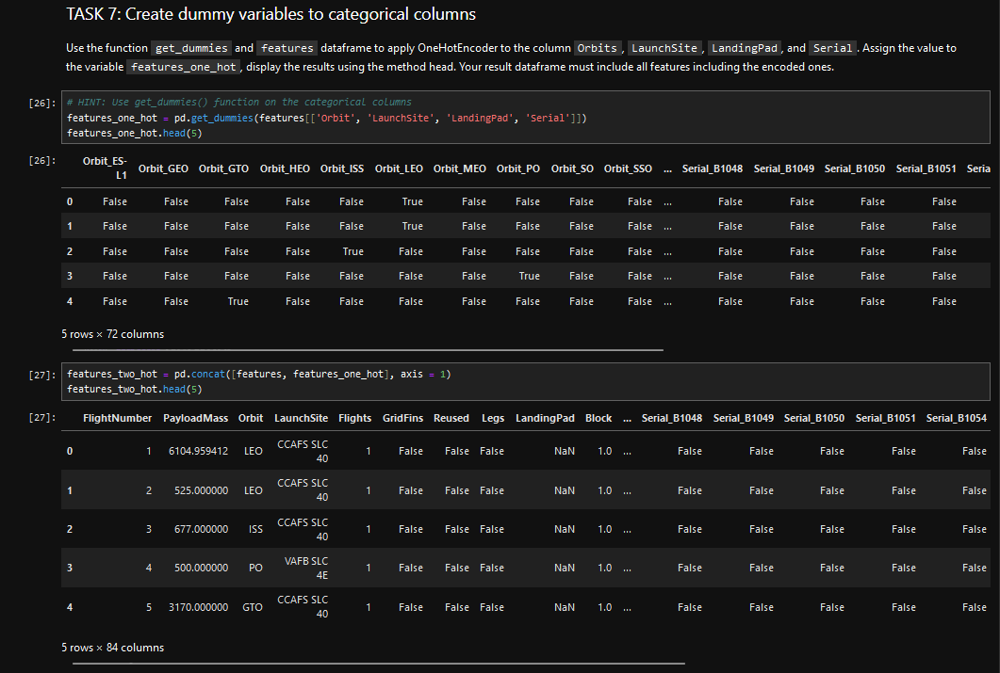 TASK 7: Create dummy variables to categorical columns
Use the function get_dummies and features dataframe to apply OneHotEncoder to the column Orbits, LaunchSite, LandingPad, and Serial. Assign the value to
the variable features_one_hot, display the results using the method head. Your result dataframe must include all features including the encoded ones.
[26]: # HINT: Use get_dummies() function on the categorical columns
features_one_hot = pd.get_dummies(features[['Orbit', 'LaunchSite', 'LandingPad', 'Serial']])
features_one_hot.head(5)
[26]: Orbit_ES-
L1 Orbit_GEO Orbit_GTO Orbit_HEO Orbit_ISS Orbit_LEO Orbit_MEO Orbit_PO Orbit_SO Orbit_SSO ... Serial_B1048 Serial_B1049 Serial_B1050 Serial_B1051 Seria
0 False False False False False True False False False False ... False False False False
1 False False False False False True False False False False ... False False False False
2 False False False False True False False False False False ... False False False False
3 False False False False False False False True False False ... False False False False
4 False False True False False False False False False False ... False False False False
5 rows × 72 columns
[27]: features_two_hot = pd.concat([features, features_one_hot], axis = 1)
features_two_hot.head(5)
[27]: FlightNumber PayloadMass Orbit LaunchSite Flights GridFins Reused Legs LandingPad Block ... Serial_B1048 Serial_B1049 Serial_B1050 Serial_B1051 Serial_B1054
0 1 6104.959412 LEO CCAFS SLC
40 1 False False False NaN 1.0 ... False False False False False
1 2 525.000000 LEO CCAFS SLC
40 1 False False False NaN 1.0 ... False False False False False
2 3 677.000000 ISS CCAFS SLC
40 1 False False False NaN 1.0 ... False False False False False
3 4 500.000000 PO VAFB SLC
4E 1 False False False NaN 1.0 ... False False False False False
4 5 3170.000000 GTO CCAFS SLC
40 1 False False False NaN 1.0 ... False False False False False
5 rows × 84 columns